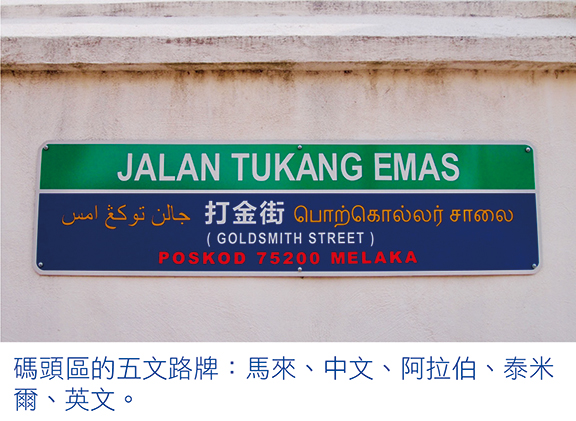 JALAN TUKANG EMAS
جالن توكڠ امس 打金街 பொற்கொல்லர் சாலை
( GOLDSMITH STREET )
POSKOD 75200 MELAKA
碼頭區的五文路牌：馬來、中文、阿拉伯、泰米
爾、英文。